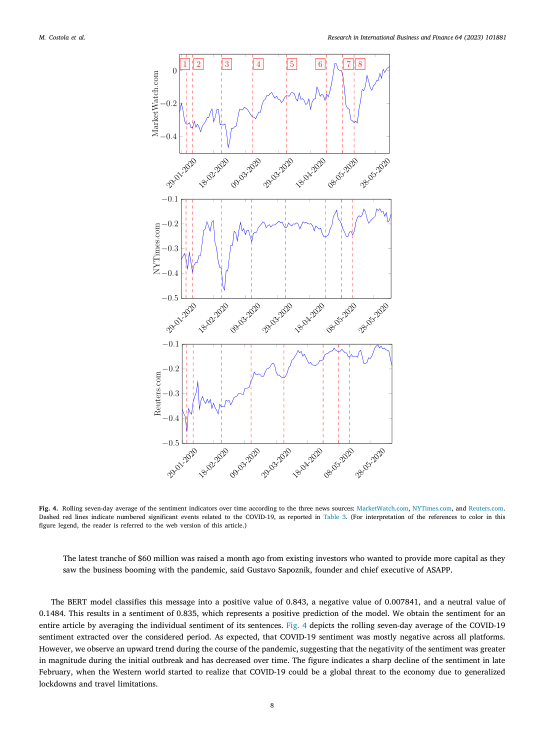 M. Costola et al.
Research in International Business and Finance 64 (2023) 101881
1 2 3 4 5 6 7 8
MarketWatch.com
0
−0.2
−0.4
29-01-2020 18-02-2020 09-03-2020 29-03-2020 18-04-2020 08-05-2020 28-05-2020
NYTimes.com
−0.1
−0.2
−0.3
−0.4
−0.5
29-01-2020 18-02-2020 09-03-2020 29-03-2020 18-04-2020 08-05-2020 28-05-2020
Reuters.com
−0.1
−0.2
−0.3
−0.4
−0.5
29-01-2020 18-02-2020 09-03-2020 29-03-2020 18-04-2020 08-05-2020 28-05-2020
Fig. 4. Rolling seven-day average of the sentiment indicators over time according to the three news sources: MarketWatch.com, NYTimes.com, and Reuters.com.
Dashed red lines indicate numbered significant events related to the COVID-19, as reported in Table 3. (For interpretation of the references to color in this
figure legend, the reader is referred to the web version of this article.)
The latest tranche of $60 million was raised a month ago from existing investors who wanted to provide more capital as they
saw the business booming with the pandemic, said Gustavo Sapoznik, founder and chief executive of ASAPP.
The BERT model classifies this message into a positive value of 0.843, a negative value of 0.007841, and a neutral value of
0.1484. This results in a sentiment of 0.835, which represents a positive prediction of the model. We obtain the sentiment for an
entire article by averaging the individual sentiment of its sentences. Fig. 4 depicts the rolling seven-day average of the COVID-19
sentiment extracted over the considered period. As expected, that COVID-19 sentiment was mostly negative across all platforms.
However, we observe an upward trend during the course of the pandemic, suggesting that the negativity of the sentiment was greater
in magnitude during the initial outbreak and has decreased over time. The figure indicates a sharp decline of the sentiment in late
February, when the Western world started to realize that COVID-19 could be a global threat to the economy due to generalized
lockdowns and travel limitations.
8